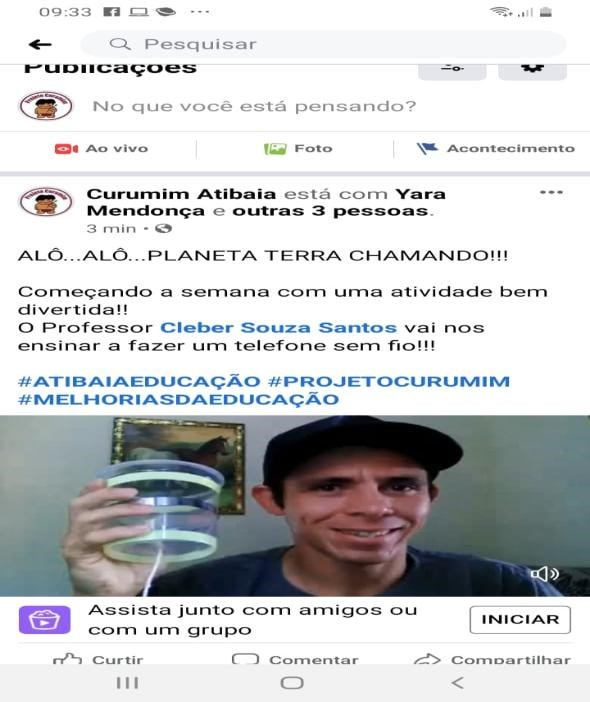 09:33
Pesquisar
Publicações
No que você está pensando?
Ao vivo
Foto
Acontecimento
Curumim Atibaia está com Yara
Mendonça e outras 3 pessoas.
3 min
ALÔ...ALÔ...PLANETA TERRA CHAMANDO!!!
Começando a semana com uma atividade bem
divertida!!
O Professor Cleber Souza Santos vai nos
ensinar a fazer um telefone sem fio!!!
#ATIBAIAEDUCAÇÃO #PROJETOCURUMIM
#MELHORIASDAEDUCAÇÃO
Assista junto com amigos ou
com um grupo
INICIAR
Curtir
Comentar
Compartilhar